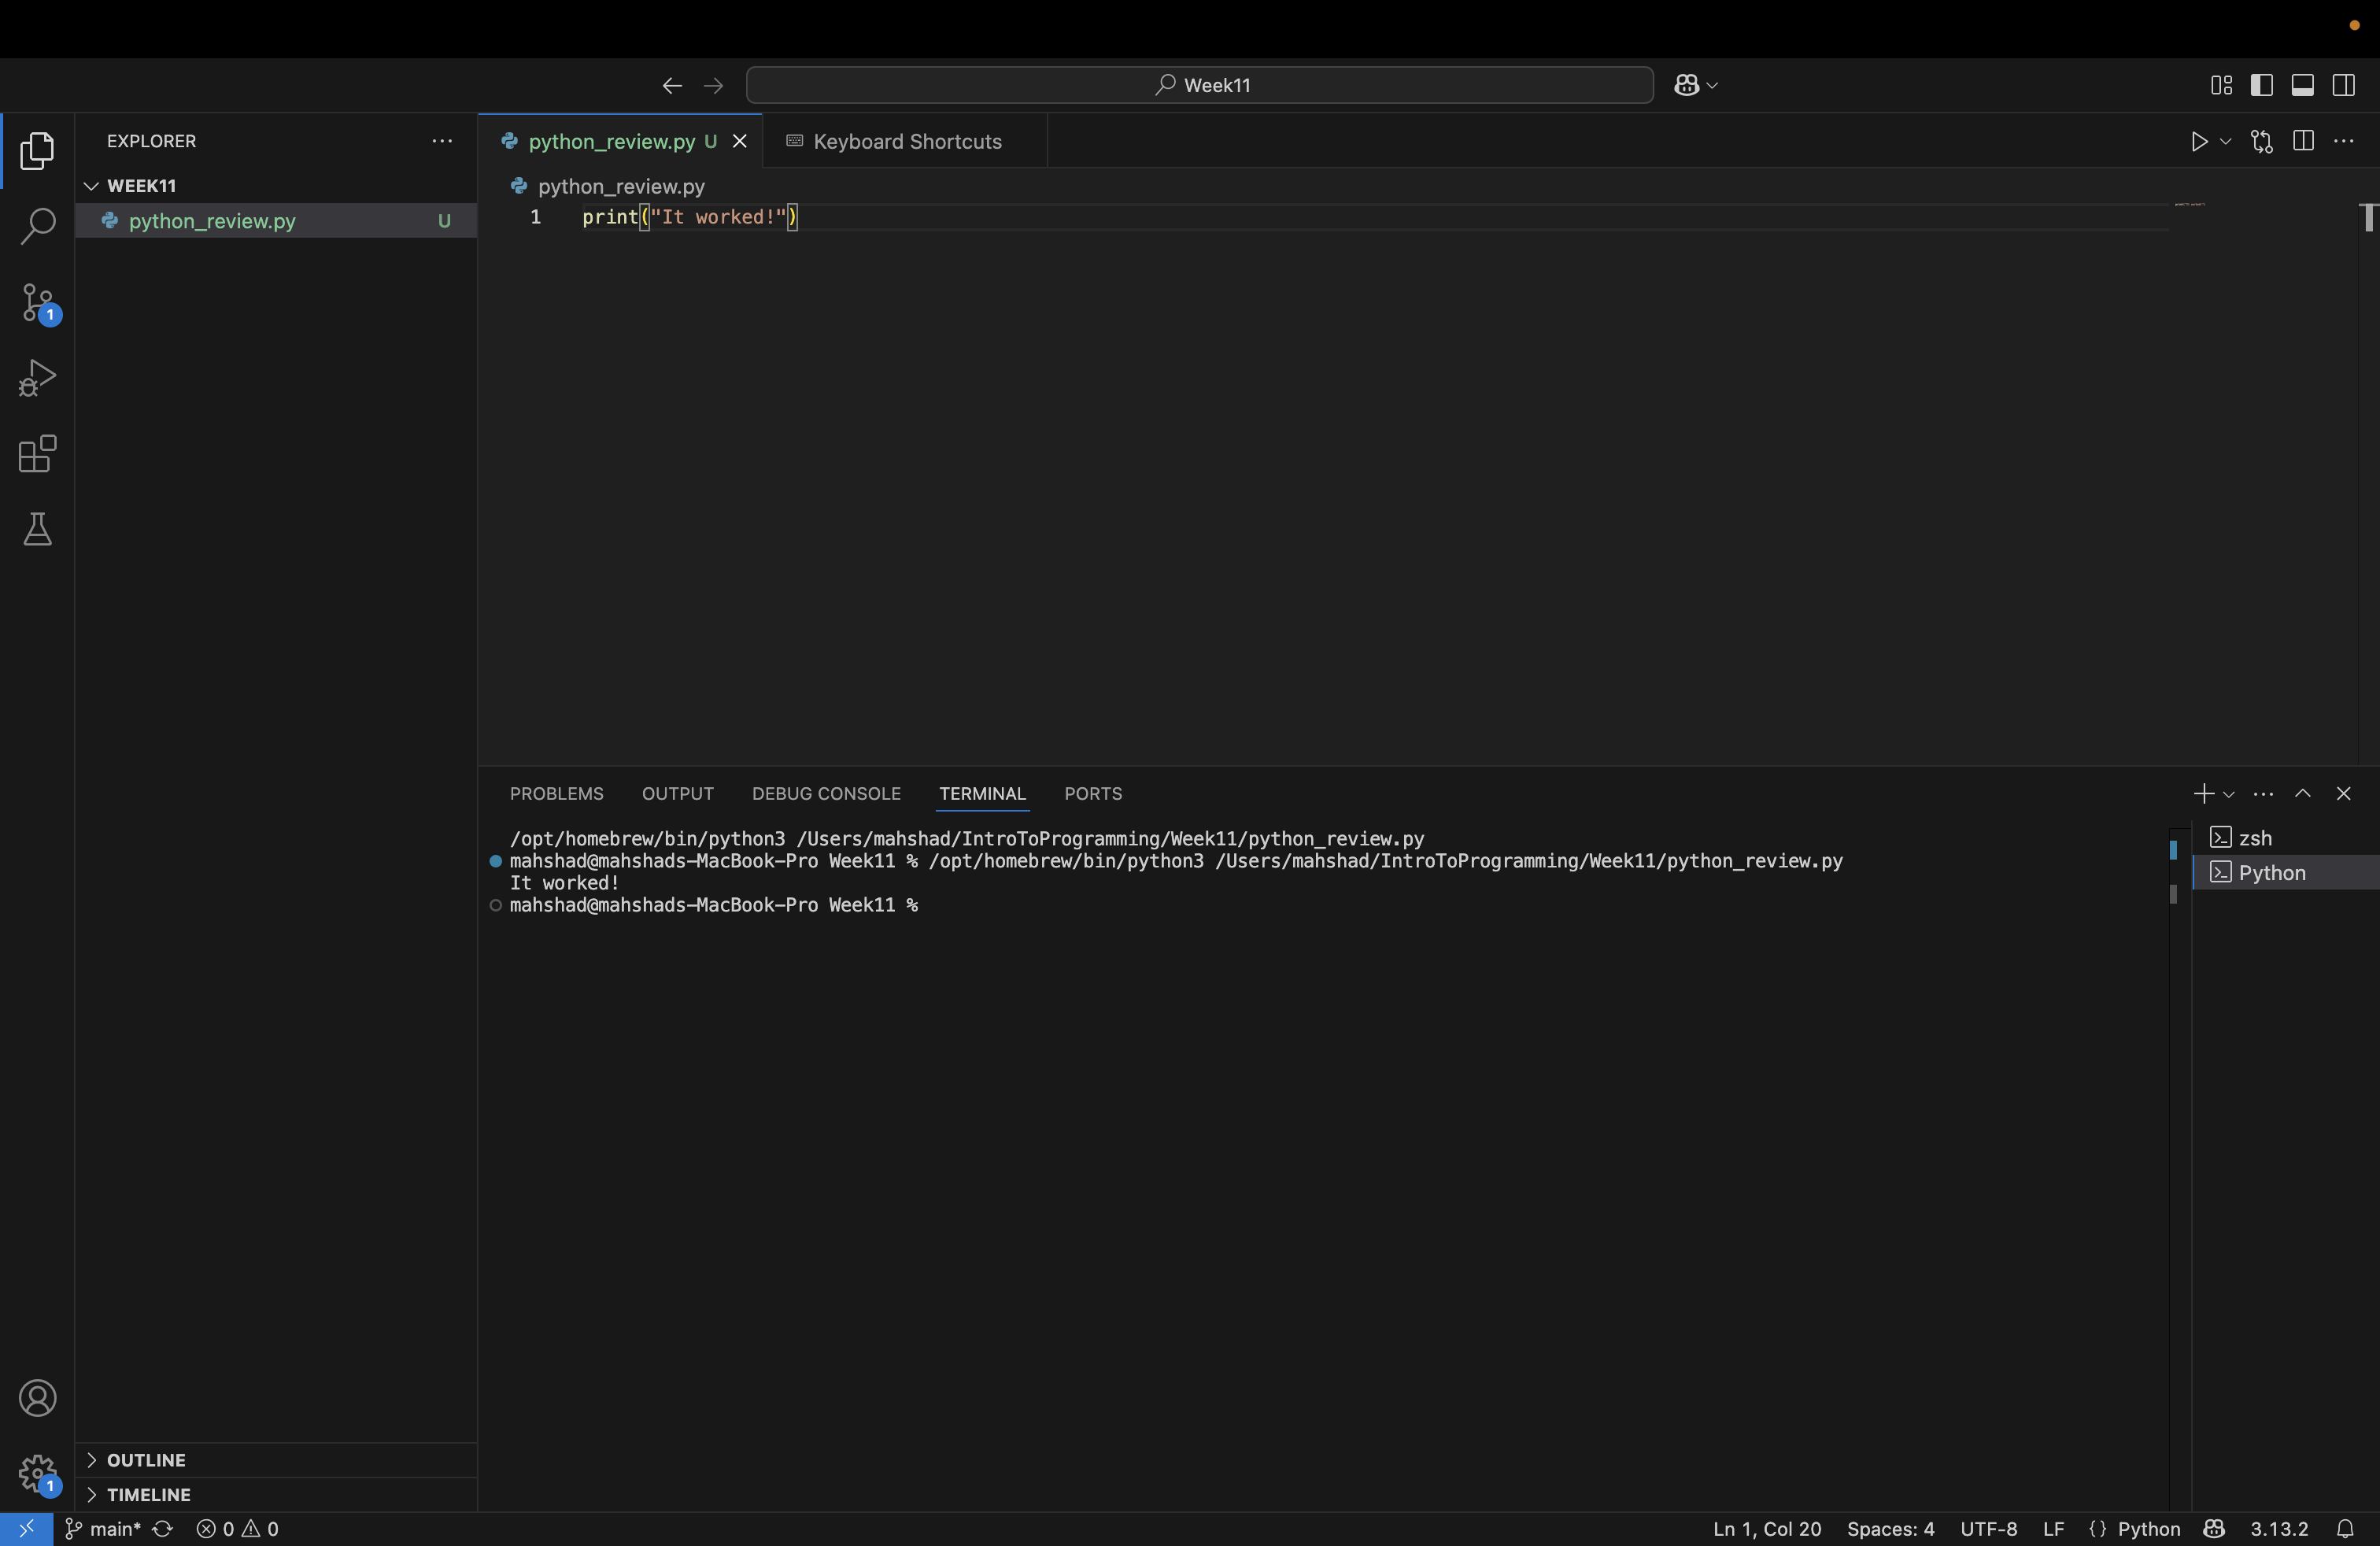 Week11
EXPLORER
WEEK11
python_review.py U
python_review.py U
Keyboard Shortcuts
python_review.py
1 print("It worked!")
1
PROBLEMS OUTPUT DEBUG CONSOLE TERMINAL PORTS
/opt/homebrew/bin/python3 /Users/mahshad/IntroToProgramming/Week11/python_review.py
mahshad@mahshads-MacBook-Pro Week11 % /opt/homebrew/bin/python3 /Users/mahshad/IntroToProgramming/Week11/python_review.py
It worked!
mahshad@mahshads-MacBook-Pro Week11 %
zsh
Python
1
OUTLINE
TIMELINE
main* 0 0
Ln 1, Col 20 Spaces: 4 UTF-8 LF {} Python 3.13.2